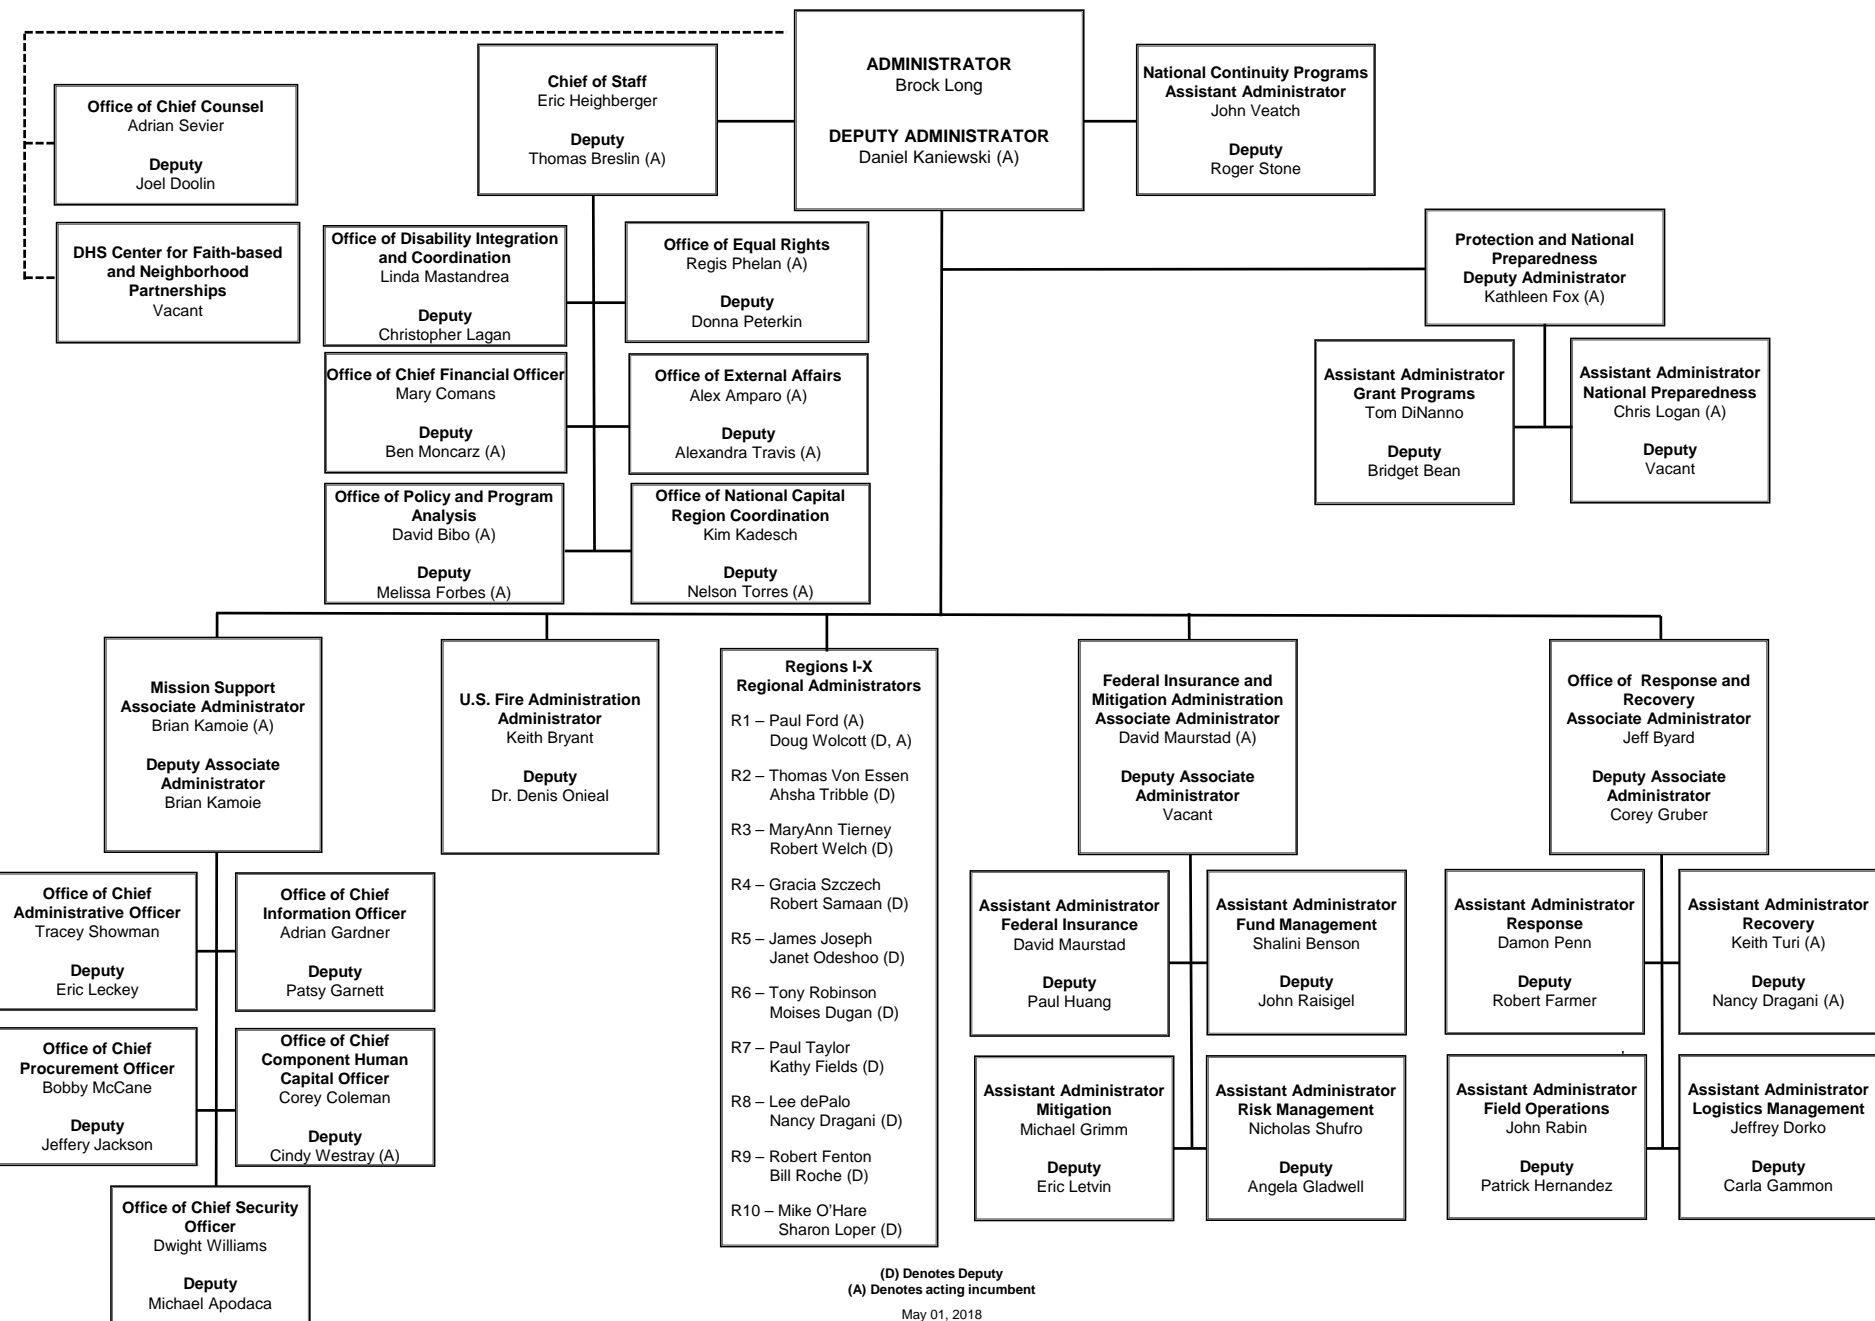 ADMINISTRATOR
Brock Long
DEPUTY ADMINISTRATOR
Daniel Kaniewski (A)
Chief of Staff
Eric Heighberger
Deputy
Thomas Breslin (A)
National Continuity Programs
Assistant Administrator
John Veatch
Deputy
Roger Stone
Office of Chief Counsel
Adrian Sevier
Deputy
Joel Doolin
DHS Center for Faith-based
and Neighborhood
Partnerships
Vacant
Office of Disability Integration
and Coordination
Linda Mastandrea
Deputy
Christopher Lagan
Office of Equal Rights
Regis Phelan (A)
Deputy
Donna Peterkin
Office of Chief Financial Officer
Mary Comans
Deputy
Ben Moncarz (A)
Office of External Affairs
Alex Amparo (A)
Deputy
Alexandra Travis (A)
Office of Policy and Program
Analysis
David Bibo (A)
Deputy
Melissa Forbes (A)
Office of National Capital
Region Coordination
Kim Kadesch
Deputy
Nelson Torres (A)
Protection and National
Preparedness
Deputy Administrator
Kathleen Fox (A)
Assistant Administrator
Grant Programs
Tom DiNanno
Deputy
Bridget Bean
Assistant Administrator
National Preparedness
Chris Logan (A)
Deputy
Vacant
Mission Support
Associate Administrator
Brian Kamoie (A)
Deputy Associate
Administrator
Brian Kamoie
U.S. Fire Administration
Administrator
Keith Bryant
Deputy
Dr. Denis Onieal
Regions I-X
Regional Administrators
R1 – Paul Ford (A)
Doug Wolcott (D, A)
R2 – Thomas Von Essen
Ahsha Tribble (D)
R3 – MaryAnn Tierney
Robert Welch (D)
R4 – Gracia Szczech
Robert Samaan (D)
R5 – James Joseph
Janet Odeshoo (D)
R6 – Tony Robinson
Moises Dugan (D)
R7 – Paul Taylor
Kathy Fields (D)
R8 – Lee dePalo
Nancy Dragani (D)
R9 – Robert Fenton
Bill Roche (D)
R10 – Mike O’Hare
Sharon Loper (D)
Federal Insurance and
Mitigation Administration
Associate Administrator
David Maurstad (A)
Deputy Associate
Administrator
Vacant
Office of Response and
Recovery
Associate Administrator
Jeff Byard
Deputy Associate
Administrator
Corey Gruber
Office of Chief
Administrative Officer
Tracey Showman
Deputy
Eric Leckey
Office of Chief
Information Officer
Adrian Gardner
Deputy
Patsy Garnett
Office of Chief
Procurement Officer
Bobby McCane
Deputy
Jeffery Jackson
Office of Chief
Component Human
Capital Officer
Corey Coleman
Deputy
Cindy Westray (A)
Office of Chief Security
Officer
Dwight Williams
Deputy
Michael Apodaca
Assistant Administrator
Federal Insurance
David Maurstad
Deputy
Paul Huang
Assistant Administrator
Fund Management
Shalini Benson
Deputy
John Raisigel
Assistant Administrator
Mitigation
Michael Grimm
Deputy
Eric Letvin
Assistant Administrator
Risk Management
Nicholas Shufro
Deputy
Angela Gladwell
Assistant Administrator
Response
Damon Penn
Deputy
Robert Farmer
Assistant Administrator
Recovery
Keith Turi (A)
Deputy
Nancy Dragani (A)
Assistant Administrator
Field Operations
John Rabin
Deputy
Patrick Hernandez
Assistant Administrator
Logistics Management
Jeffrey Dorko
Deputy
Carla Gammon
(D) Denotes Deputy
(A) Denotes acting incumbent
May 01, 2018